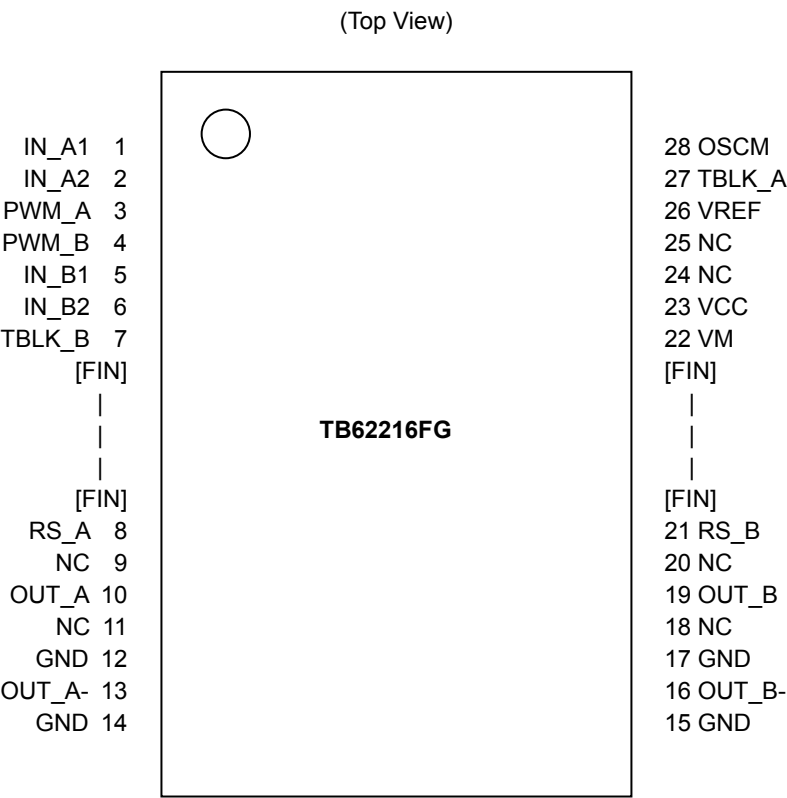 (Top View)
IN_A1 1 28 OSCM
IN_A2 2 27 TBLK_A
PWM_A 3 26 VREF
PWM_B 4 25 NC
IN_B1 5 24 NC
IN_B2 6 23 VCC
TBLK_B 7 22 VM
[FIN] [FIN]
| |
| TB62216FG |
| |
[FIN] [FIN]
RS_A 8 21 RS_B
NC 9 20 NC
OUT_A 10 19 OUT_B
NC 11 18 NC
GND 12 17 GND
OUT_A- 13 16 OUT_B-
GND 14 15 GND